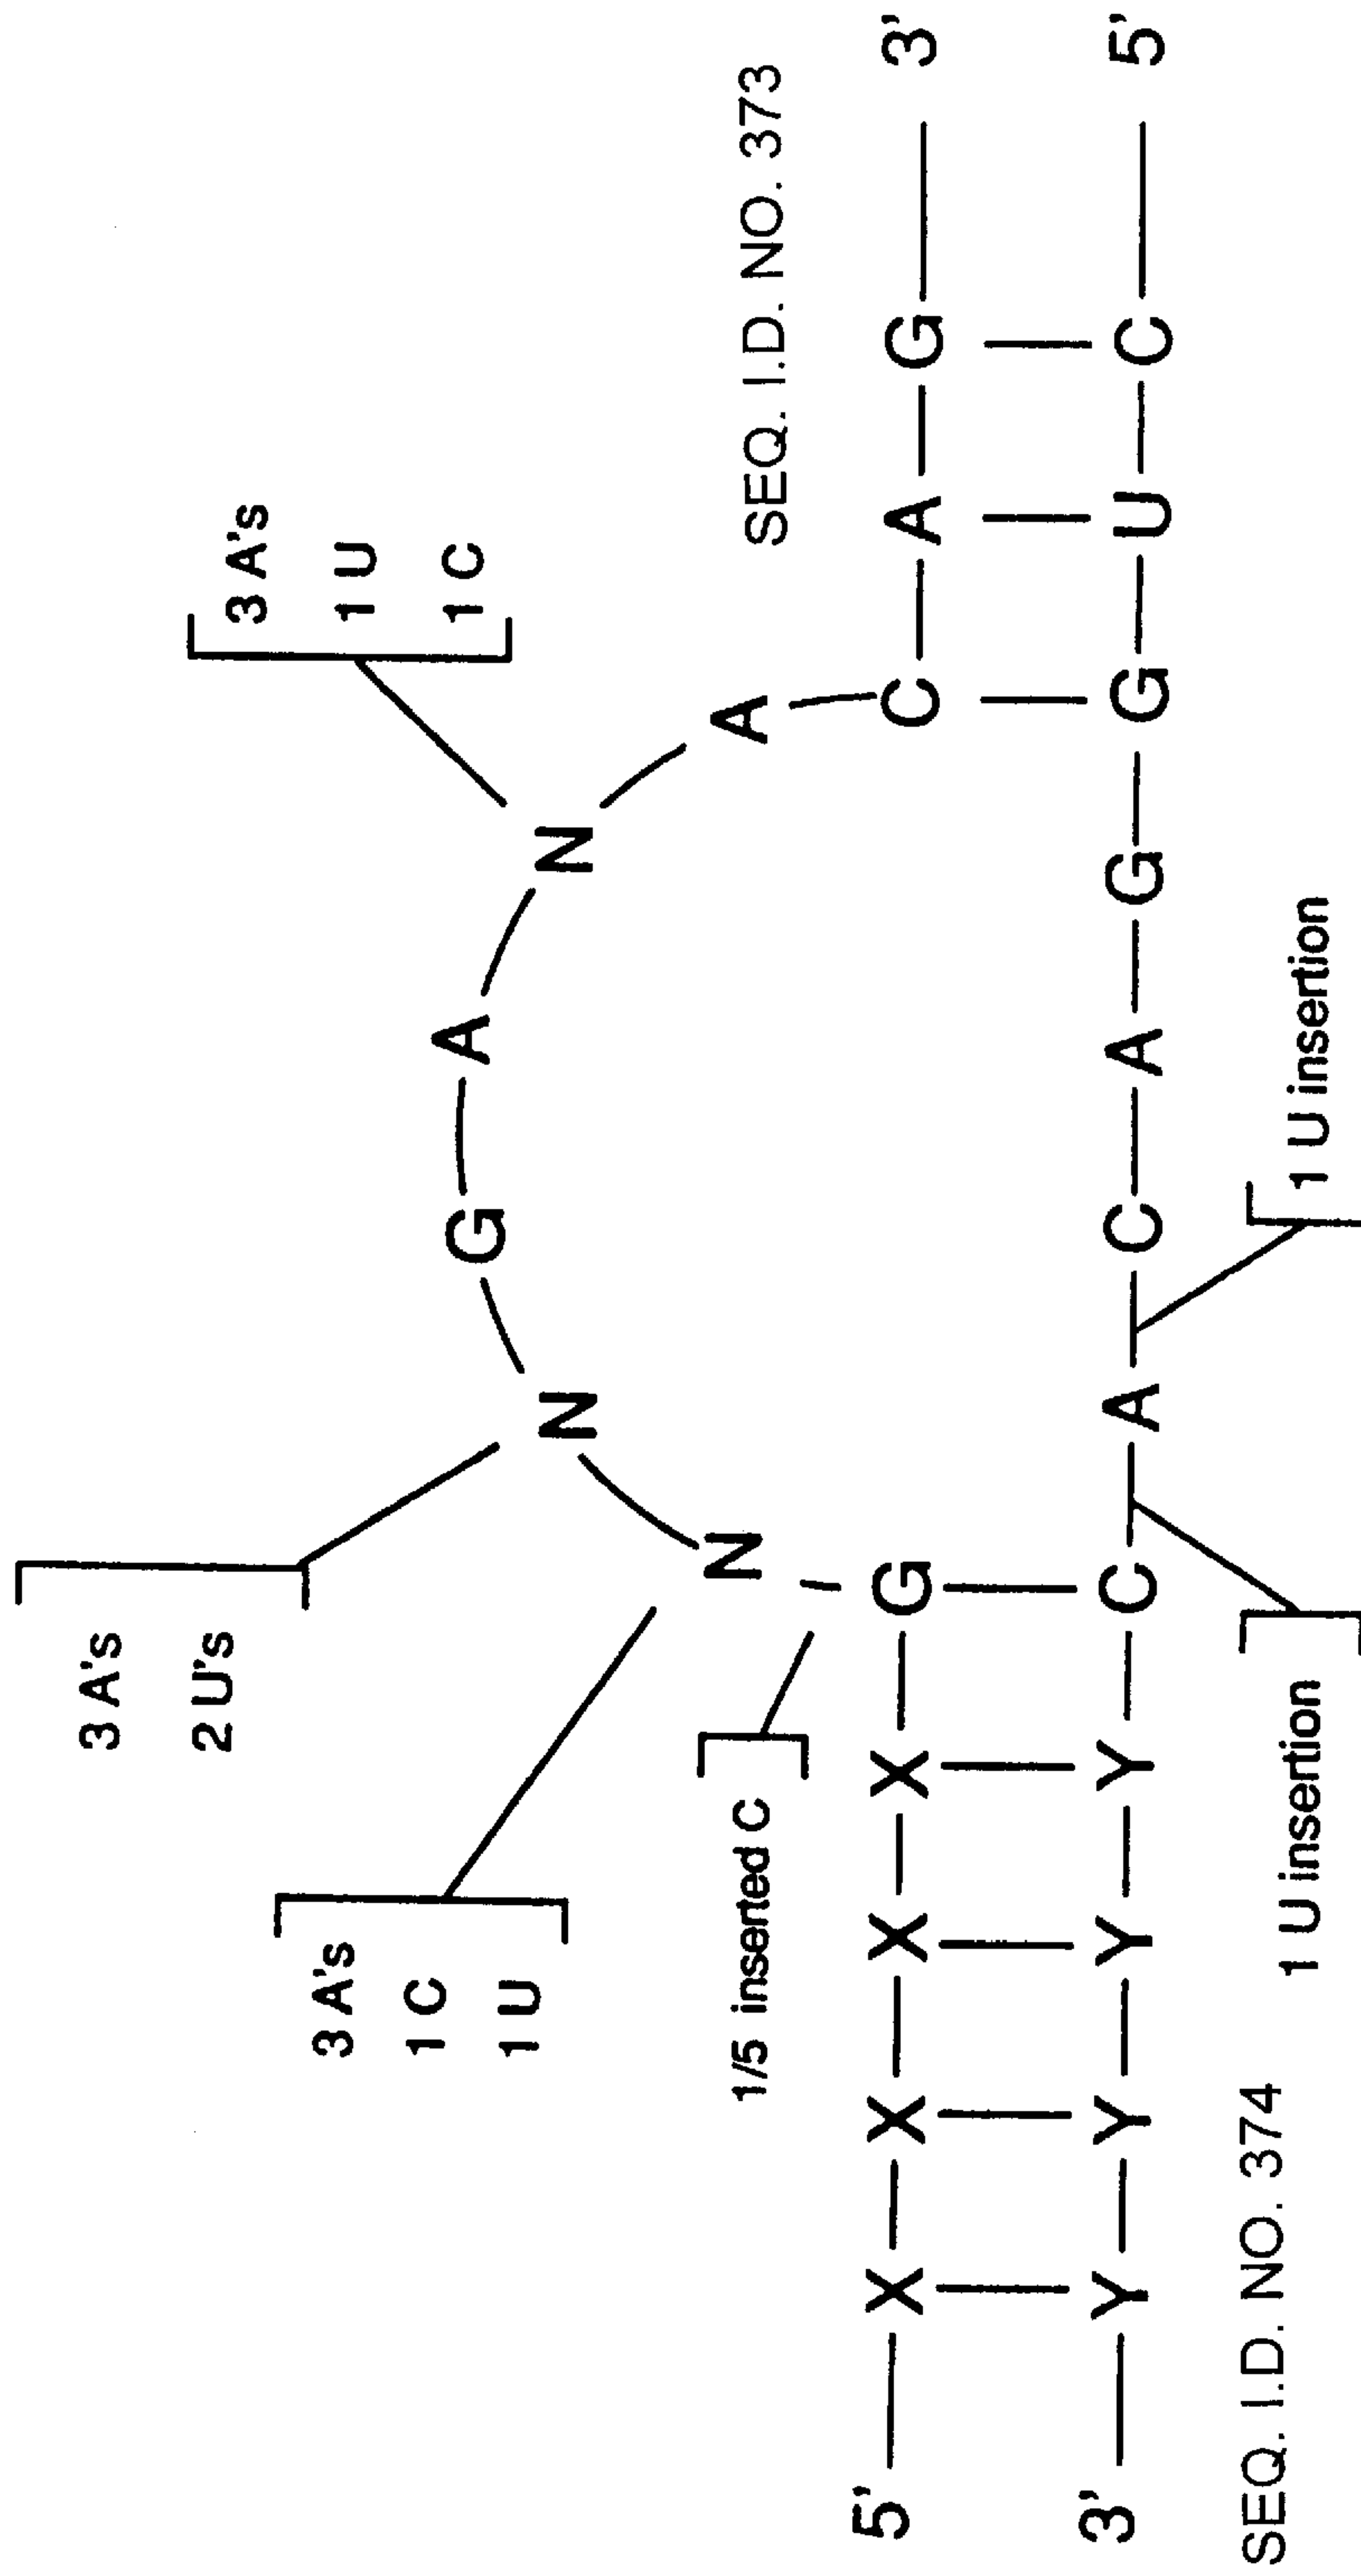 3 A's
2 U's
3 A's
1 U
1 C
3 A's
1 C
1 U
N G A N
N A
1/5 inserted C
SEQ. I.D. NO. 373
5' X X X X G C A G 3'
3' Y Y Y Y C A C A G G U C 5'
SEQ. I.D. NO. 374
1 U insertion
1 U insertion